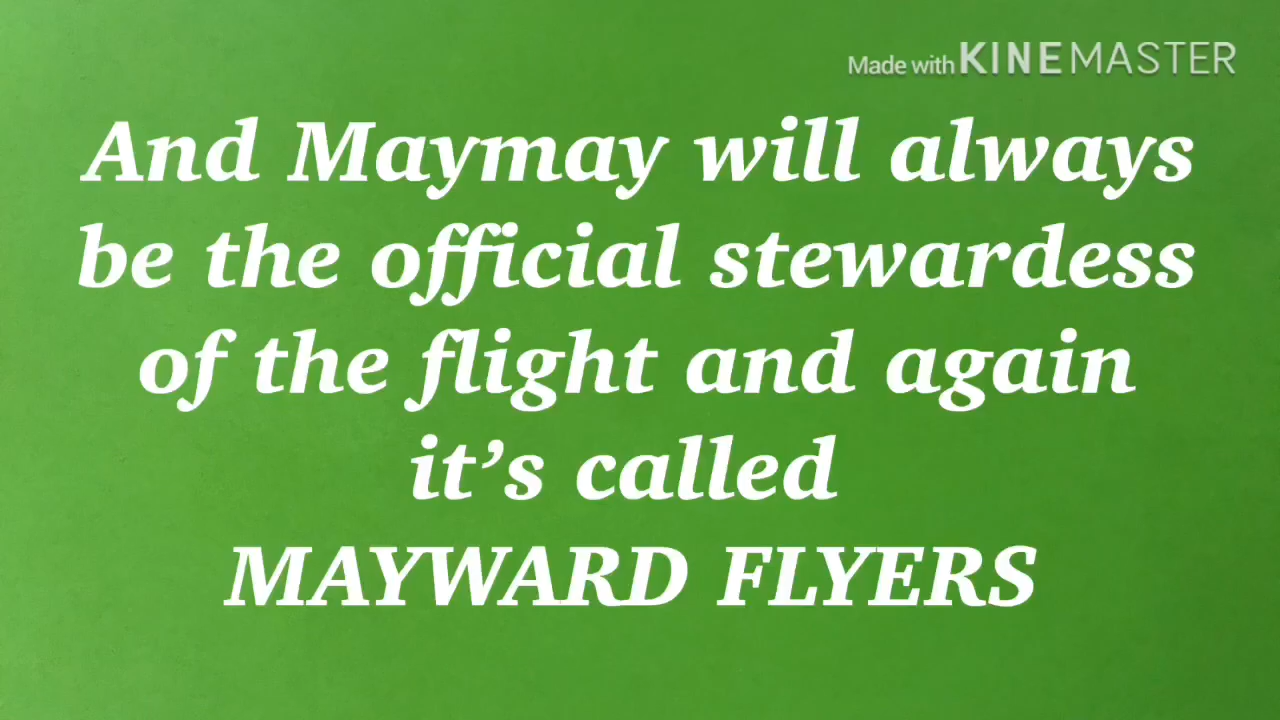 Made with KINEMASTER
And Maymay will always
be the official stewardess
of the flight and again
it’s called
MAYWARD FLYERS